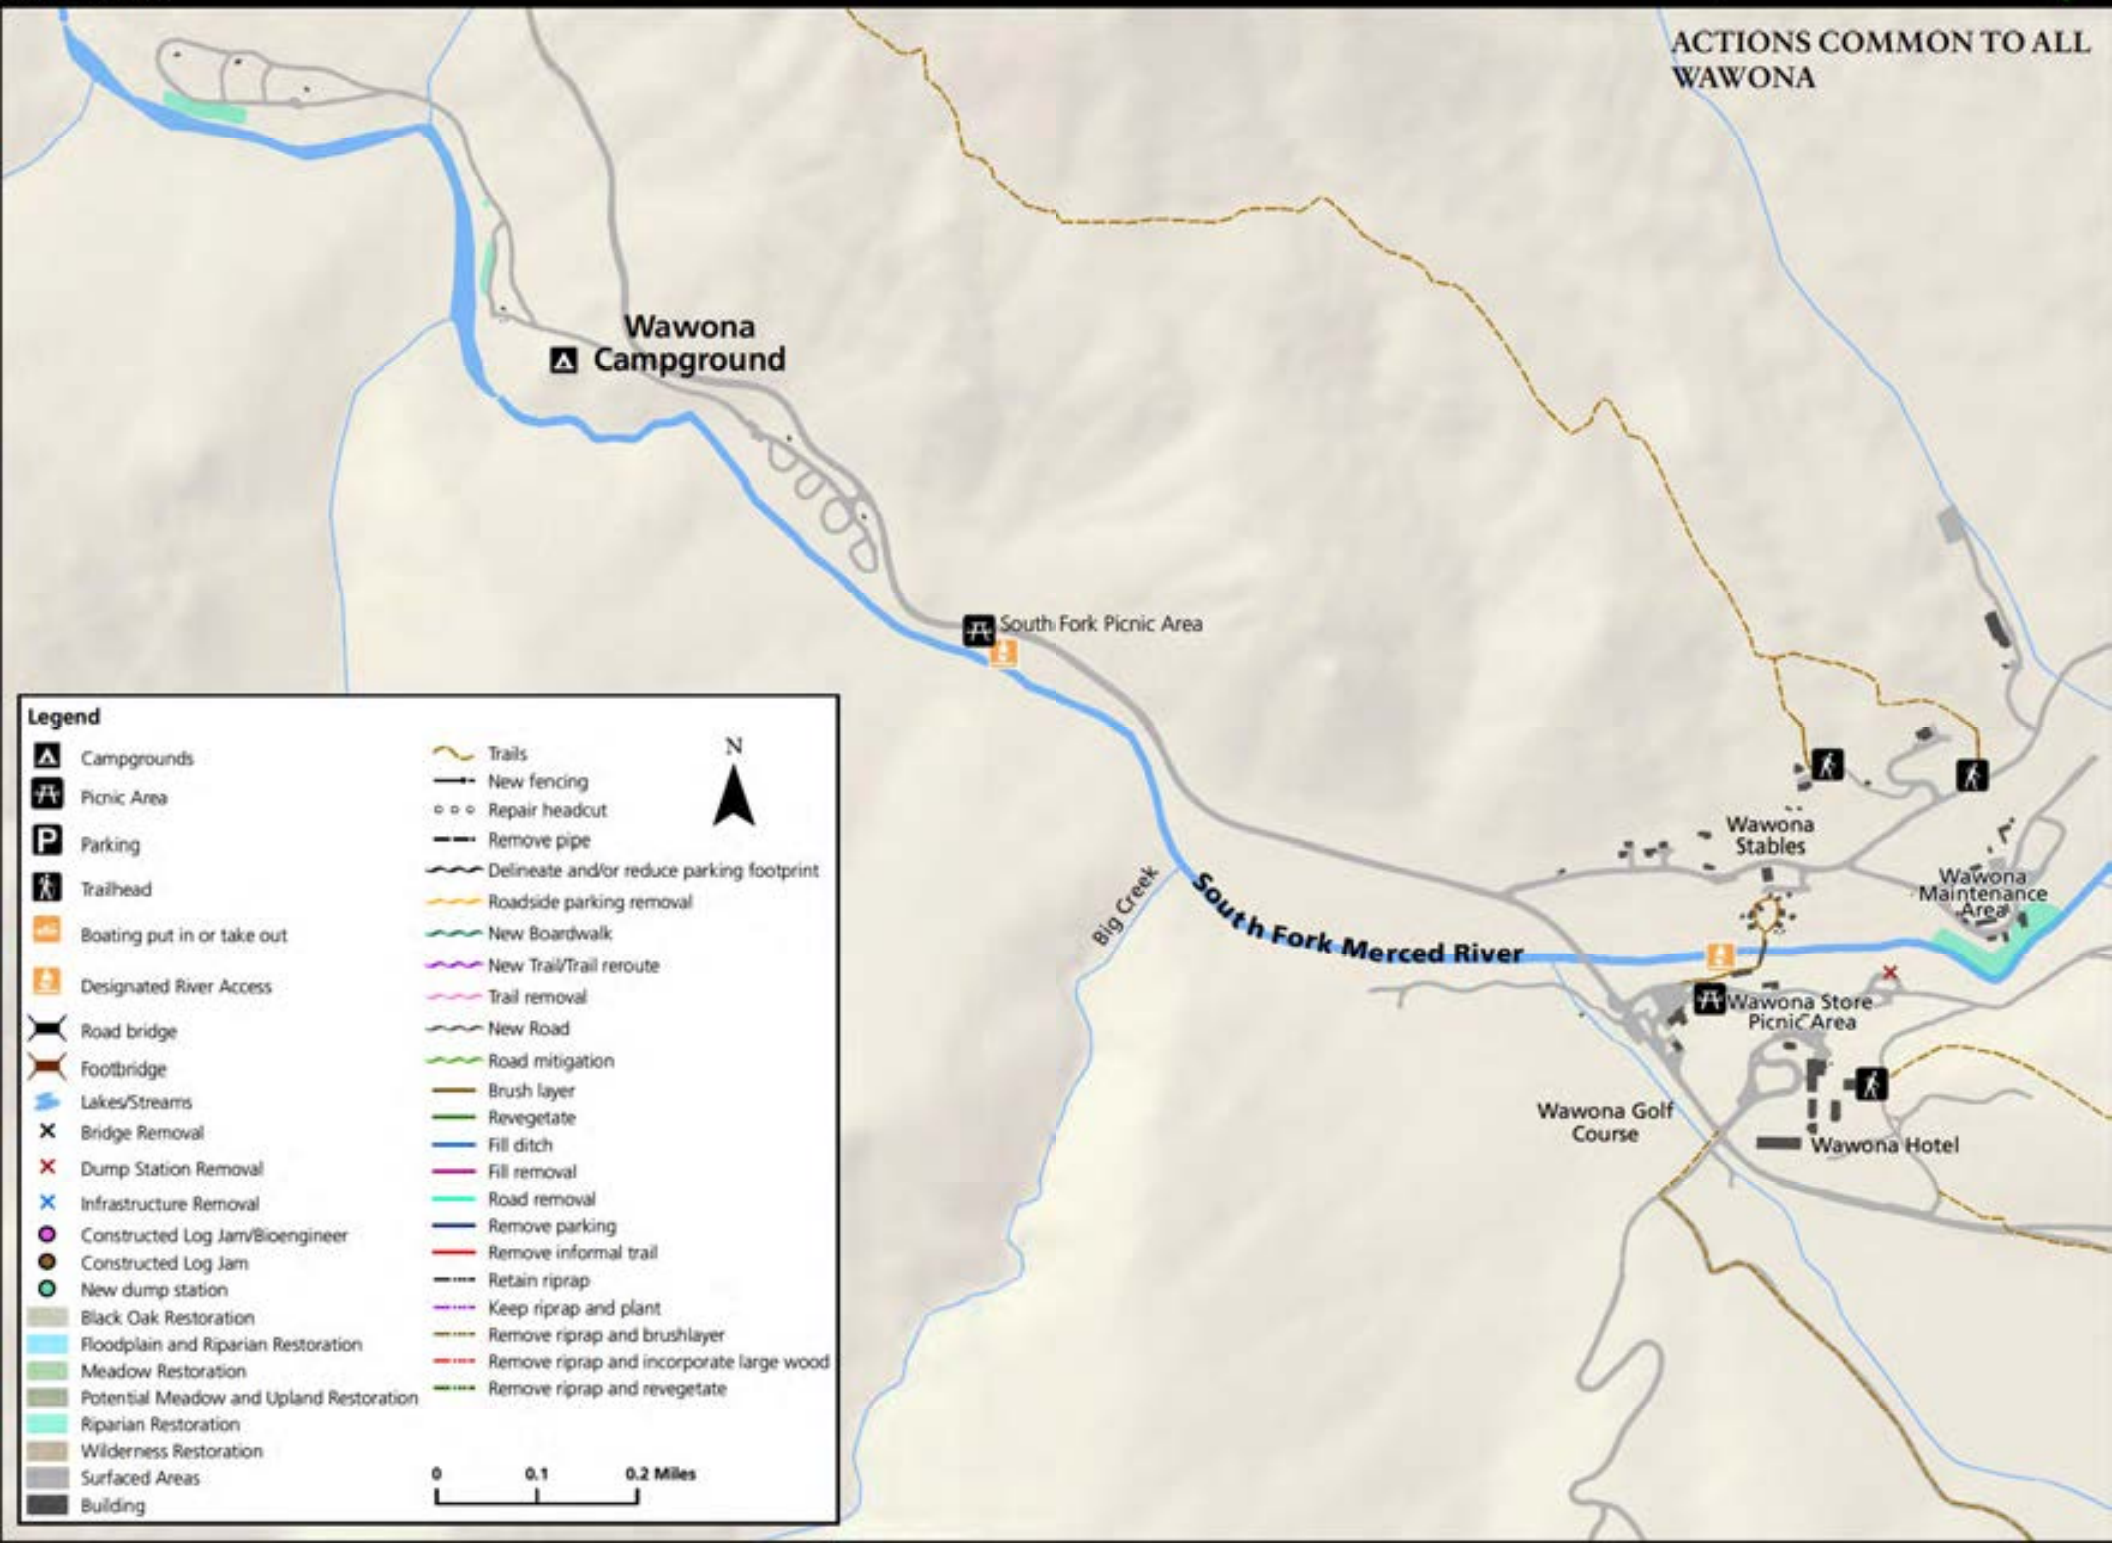 ACTIONS COMMON TO ALL
WAWONA
Wawona
Campground
South Fork Picnic Area
Wawona
Stables
Wawona
Maintenance
Area
Big Creek
South Fork Merced River
Wawona Store
Picnic Area
Wawona Golf
Course
Wawona Hotel
Legend
Campgrounds
Picnic Area
P
Parking
Trailhead
Boating put in or take out
Designated River Access
Road bridge
Footbridge
Lakes/Streams
Bridge Removal
Dump Station Removal
Infrastructure Removal
Constructed Log Jam/Bioengineer
Constructed Log Jam
New dump station
Black Oak Restoration
Floodplain and Riparian Restoration
Meadow Restoration
Potential Meadow and Upland Restoration
Riparian Restoration
Wilderness Restoration
Surfaced Areas
Building
Trails
New fencing
Repair headcut
Remove pipe
Delineate and/or reduce parking footprint
Roadside parking removal
New Boardwalk
New Trail/Trail reroute
Trail removal
New Road
Road mitigation
Brush layer
Revegetate
Fill ditch
Fill removal
Road removal
Remove parking
Remove informal trail
Retain riprap
Keep riprap and plant
Remove riprap and brushlayer
Remove riprap and incorporate large wood
Remove riprap and revegetate
N
0 0.1 0.2 Miles